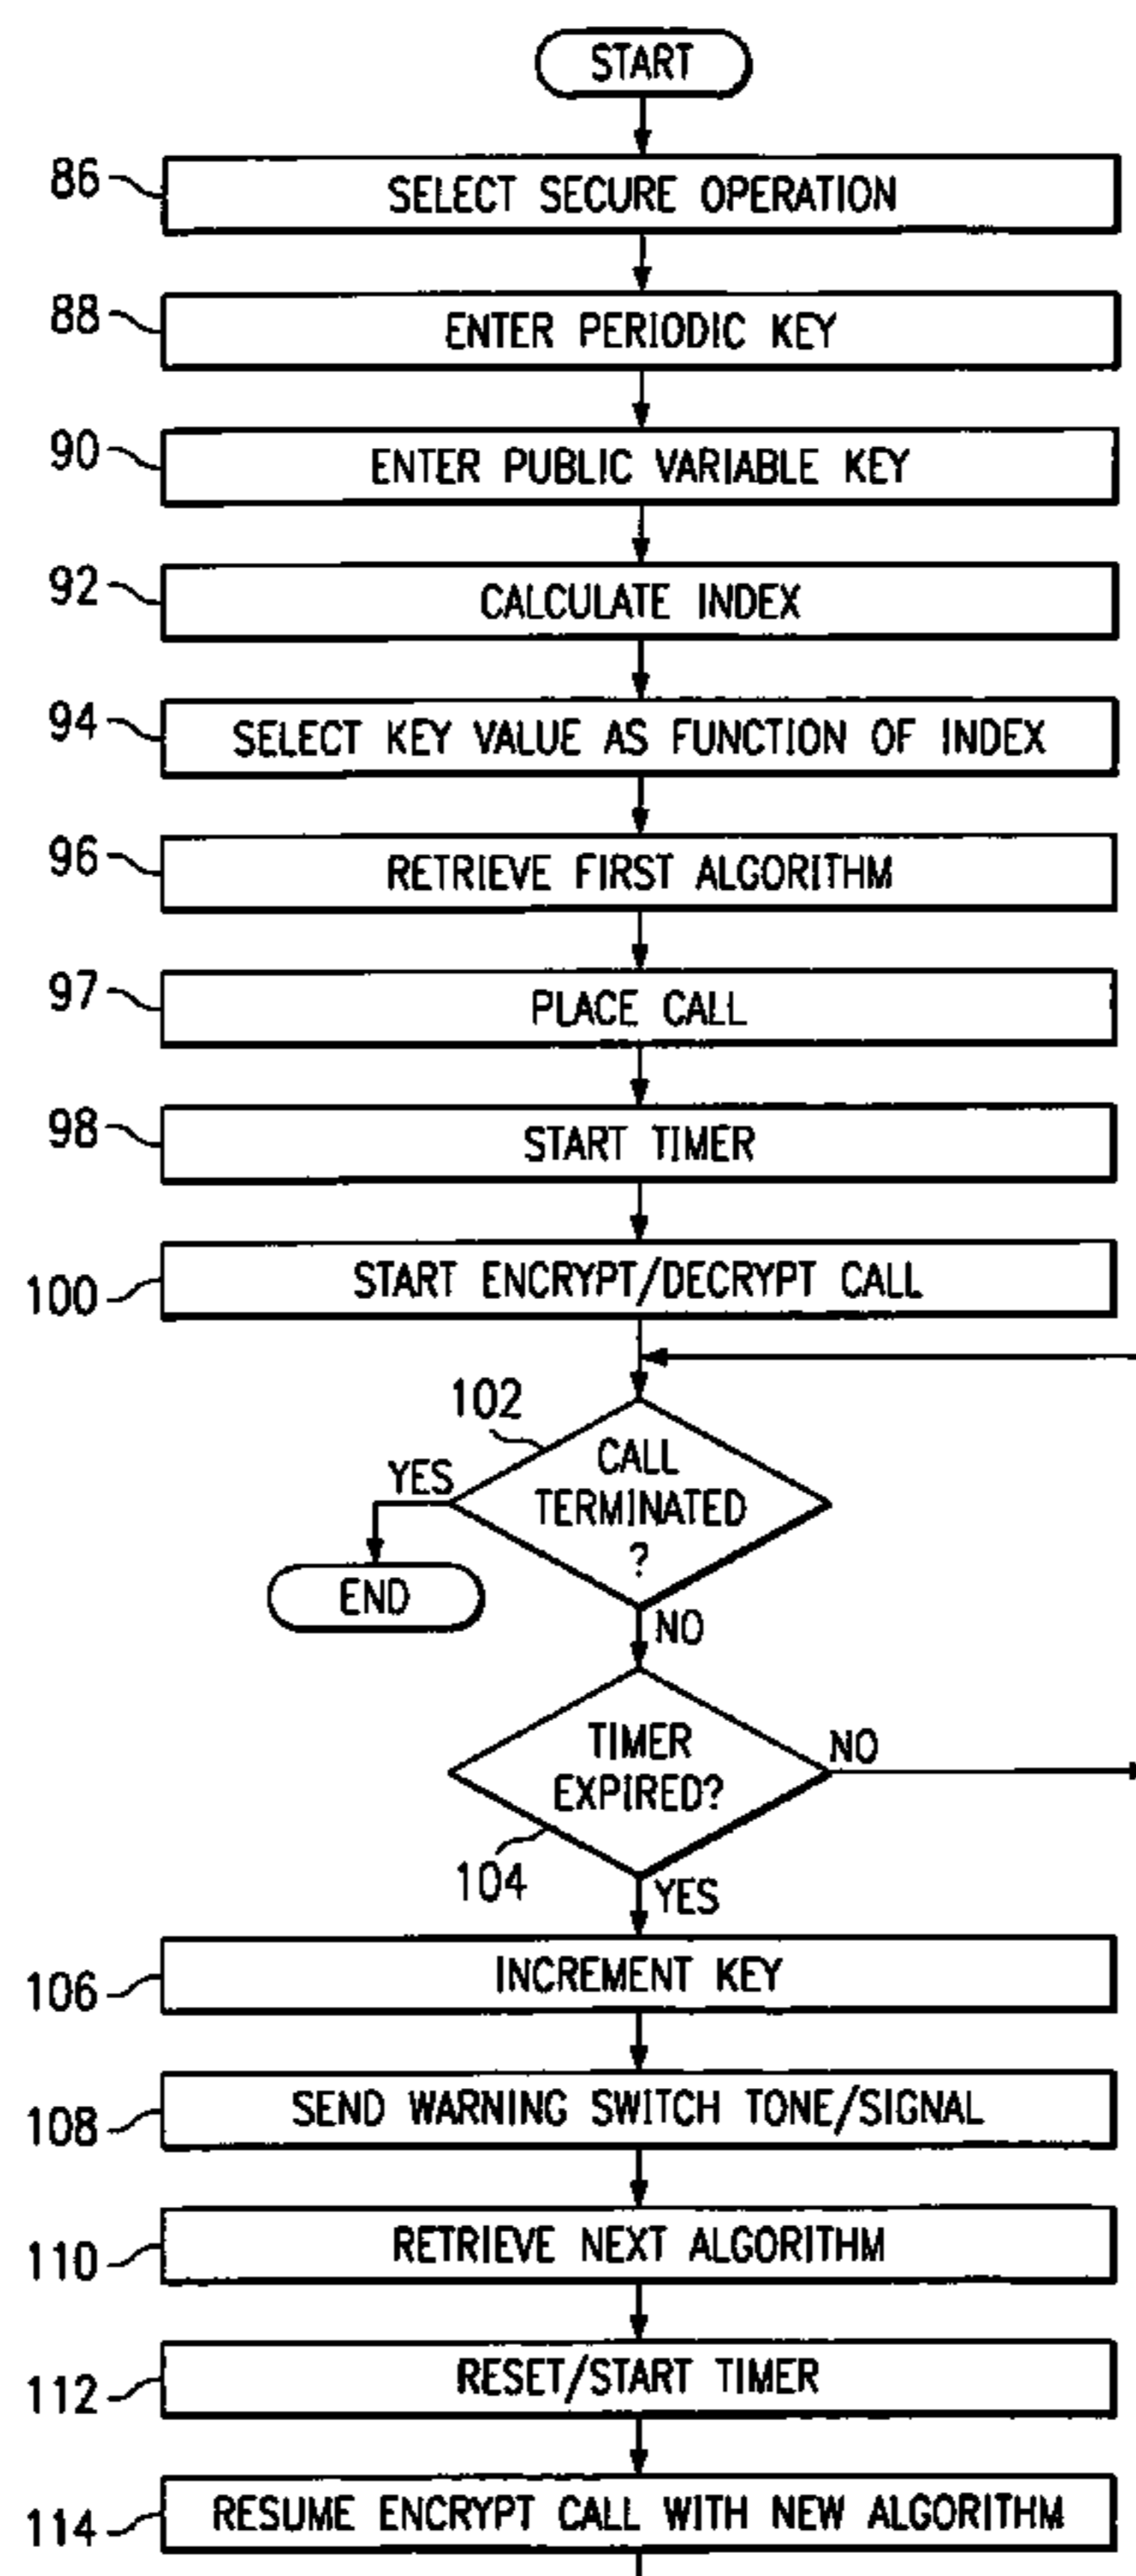 START
86
SELECT SECURE OPERATION
88
ENTER PERIODIC KEY
90
ENTER PUBLIC VARIABLE KEY
92
CALCULATE INDEX
94
SELECT KEY VALUE AS FUNCTION OF INDEX
96
RETRIEVE FIRST ALGORITHM
97
PLACE CALL
98
START TIMER
100
START ENCRYPT/DECRYPT CALL
102
CALL
TERMINATED
?
YES
END
NO
TIMER
EXPIRED?
NO
104
YES
106
INCREMENT KEY
108
SEND WARNING SWITCH TONE/SIGNAL
110
RETRIEVE NEXT ALGORITHM
112
RESET/START TIMER
114
RESUME ENCRYPT CALL WITH NEW ALGORITHM